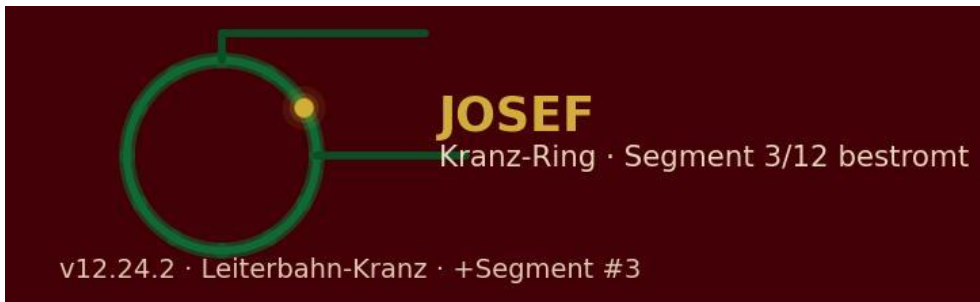 JOSEF
Kranz-Ring · Segment 3/12 bestromt
v12.24.2 · Leiterbahn-Kranz · +Segment #3